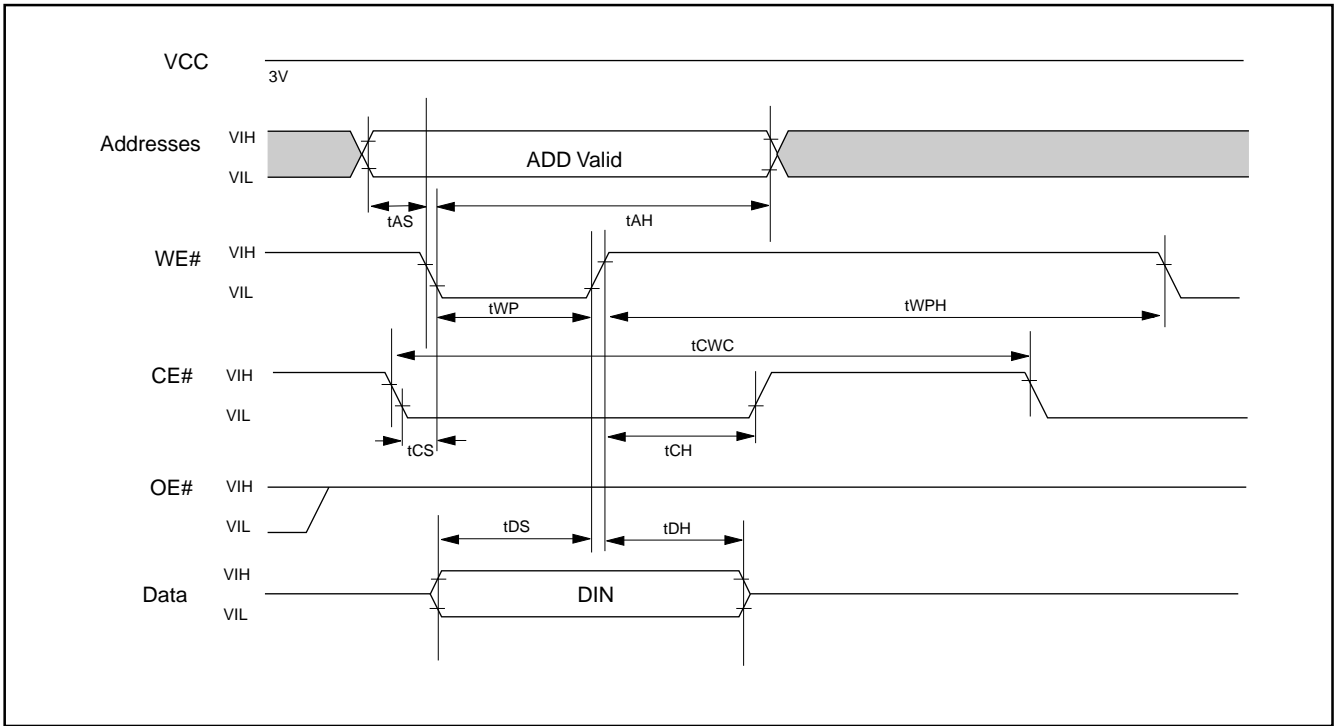 VCC
3V
Addresses
VIH
VIL
ADD Valid
tAS
tAH
WE#
VIH
VIL
tWP
tWPH
tCWC
CE#
VIH
VIL
tCS
tCH
OE#
VIH
VIL
tDS
tDH
Data
VIH
VIL
DIN